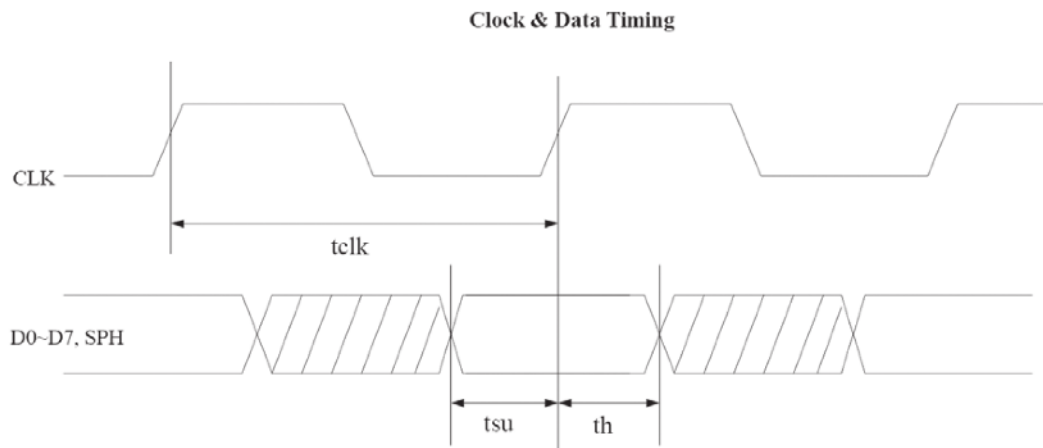 Clock & Data Timing
CLK
tclk
D0~D7, SPH
tsu
th